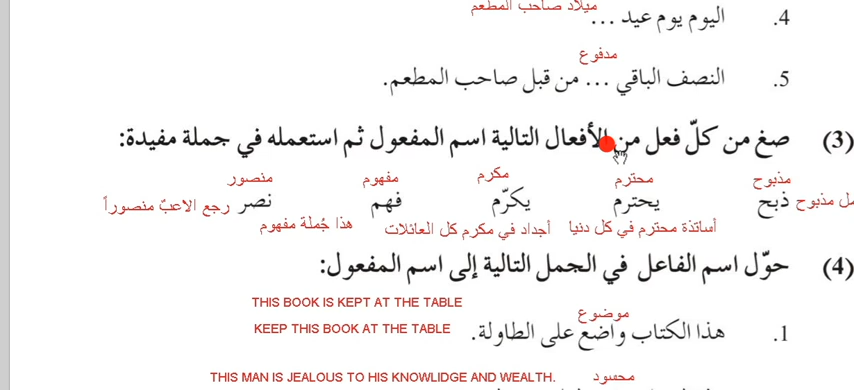 ميلاد صاحب المطعم
4. اليوم يوم عيد ...
مدفوع
5. النصف الباقي ... من قبل صاحب المطعم.
(3) صغ من كلّ فعل من الأفعال التالية اسم المفعول ثم استعمله في جملة مفيدة:
مذبوح محترم مكرم مفهوم منصور
ذبح يحترم يكرّم فهم نصر
مل مذبوح رجع الاعبٌ منصوراً
أساتذة محترم في كل دنيا أجداد في مكرم كل العائلات هذا جُملة مفهوم
(4) حوّل اسم الفاعل في الجمل التالية إلى اسم المفعول:
THIS BOOK IS KEPT AT THE TABLE
موضوع
KEEP THIS BOOK AT THE TABLE
1. هذا الكتاب واضع على الطاولة.
THIS MAN IS JEALOUS TO HIS KNOWLIDGE AND WEALTH. محسود